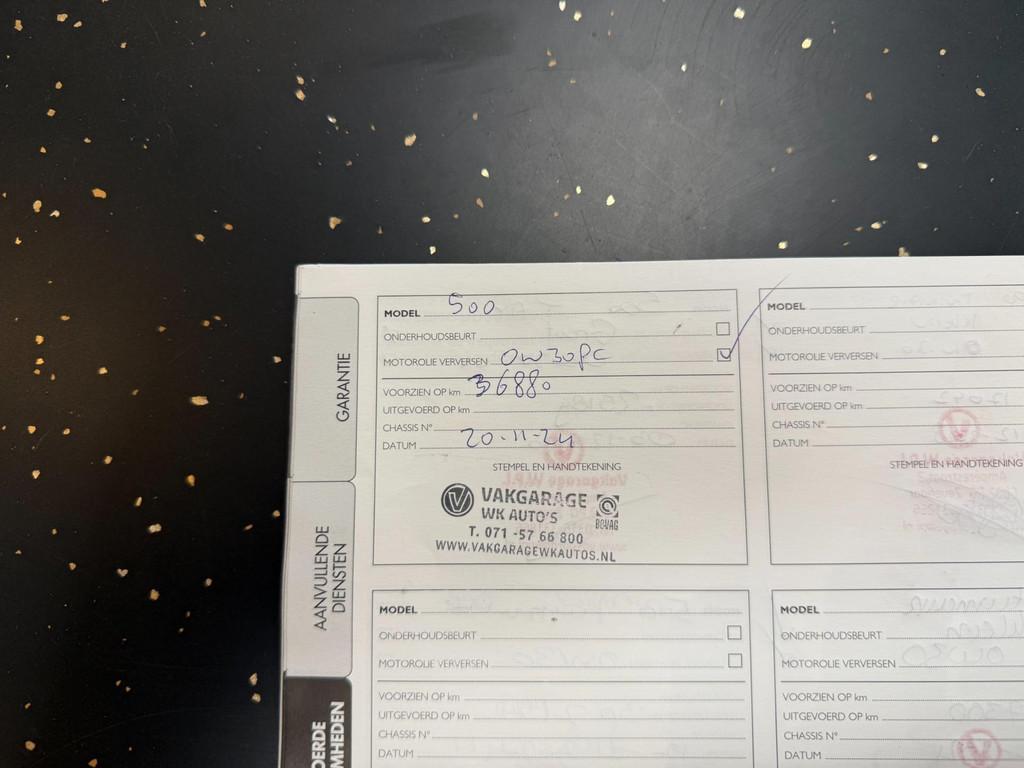 GARANTIE
AANVULLENDE
DIENSTEN
OERDE
MHEDEN
MODEL 500
ONDERHOUDSBEURT
MOTOROLIE VERVERSEN 0W30PC
VOORZIEN OP km 36880
UITGEVOERD OP km
CHASSIS N°
DATUM 20-11-24
STEMPEL EN HANDTEKENING
VAKGARAGE
WK AUTO'S
BOVAG
T. 071 -57 66 800
WWW.VAKGARAGEWKAUTOS.NL
MODEL
ONDERHOUDSBEURT
MOTOROLIE VERVERSEN
VOORZIEN OP km
UITGEVOERD OP km
CHASSIS N°
DATUM
STEMPEL EN HANDTEKENING
MODEL
ONDERHOUDSBEURT
MOTOROLIE VERVERSEN
VOORZIEN OP km
UITGEVOERD OP km
CHASSIS N°
DATUM
MODEL
ONDERHOUDSBEURT
MOTOROLIE VERVERSEN
VOORZIEN OP km
UITGEVOERD OP km
CHASSIS N°
DATUM